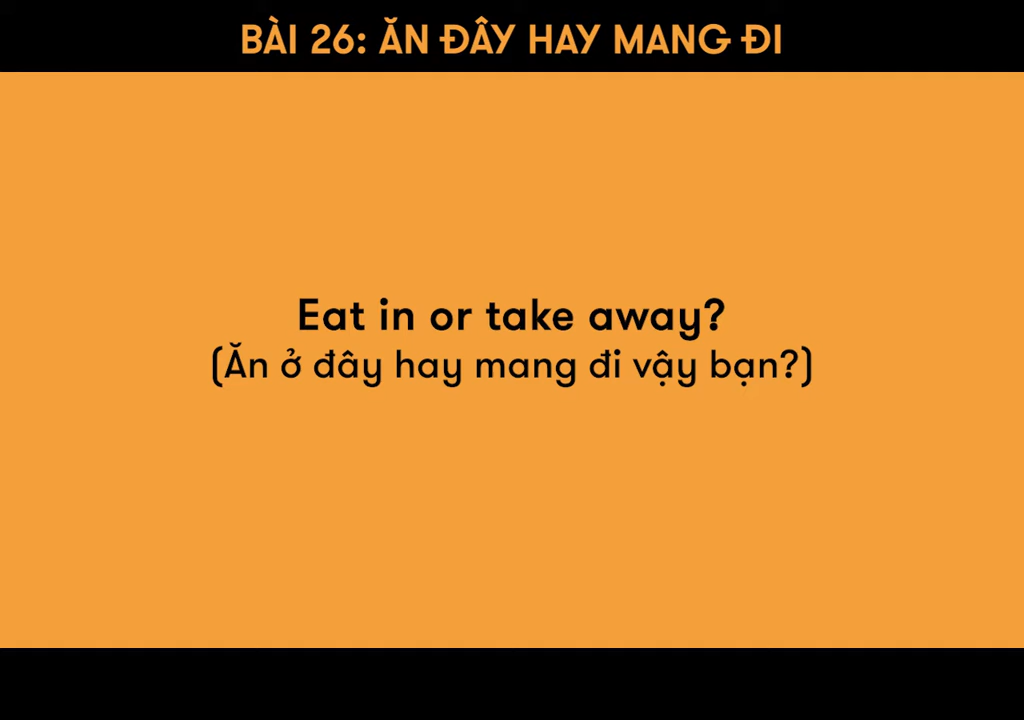 BÀI 26: ĂN ĐÂY HAY MANG ĐI
Eat in or take away?
(Ăn ở đây hay mang đi vậy bạn?)